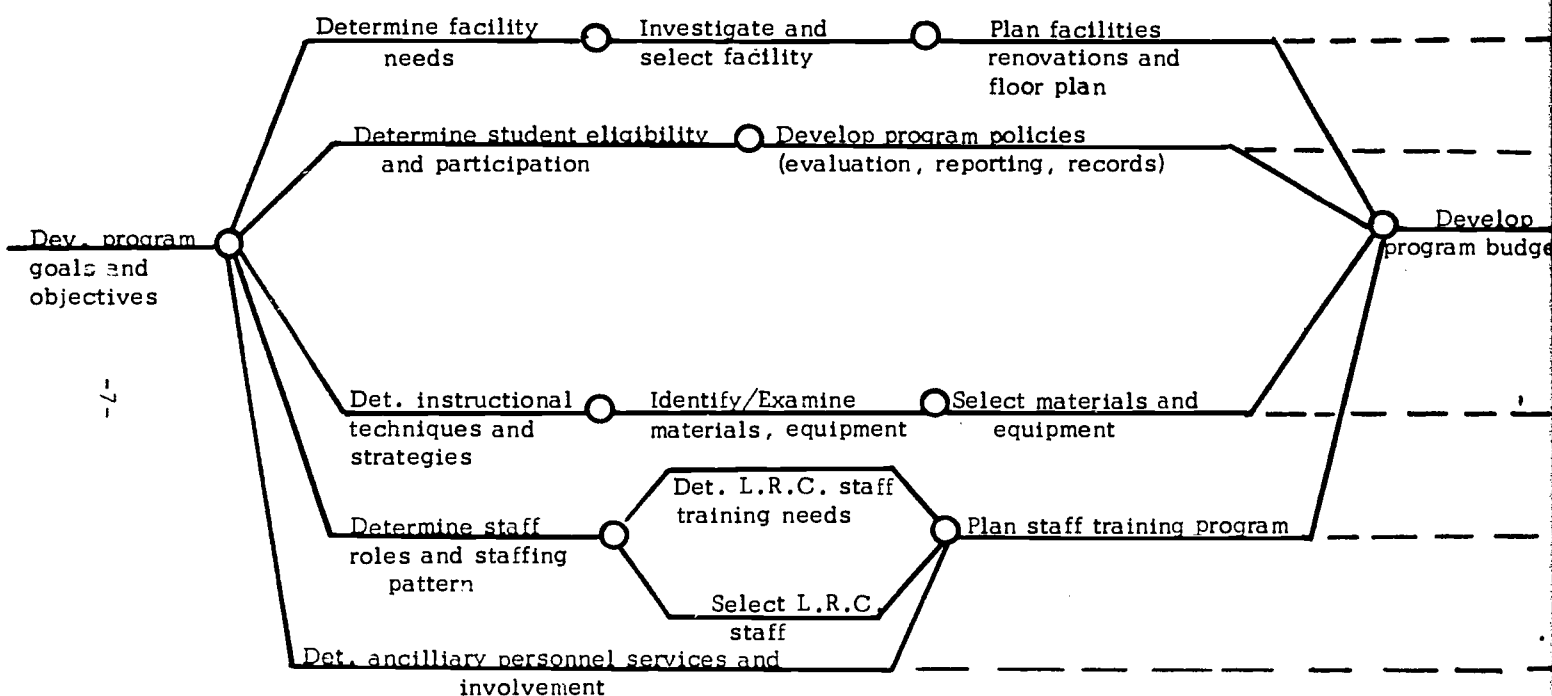 Determine facility
needs
Investigate and
select facility
Plan facilities
renovations and
floor plan
Determine student eligibility
and participation
Develop program policies
(evaluation, reporting, records)
Dev. program
goals and
objectives
Develop
program budge
Det. instructional
techniques and
strategies
Identify/Examine
materials, equipment
Select materials and
equipment
Det. L.R.C. staff
training needs
Determine staff
roles and staffing
pattern
Plan staff training program
Select L.R.C.
staff
Det. ancilliary personnel services and
involvement
-7-